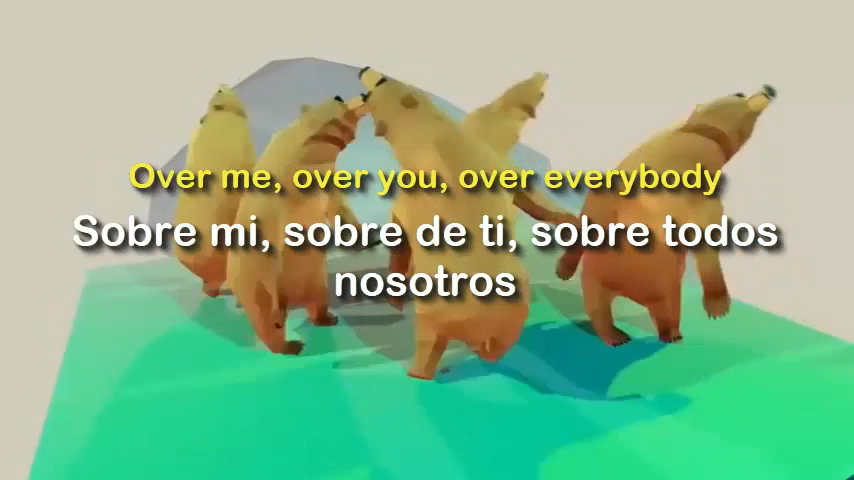 Over me, over you, over everybody
Sobre mi, sobre de ti, sobre todos
nosotros